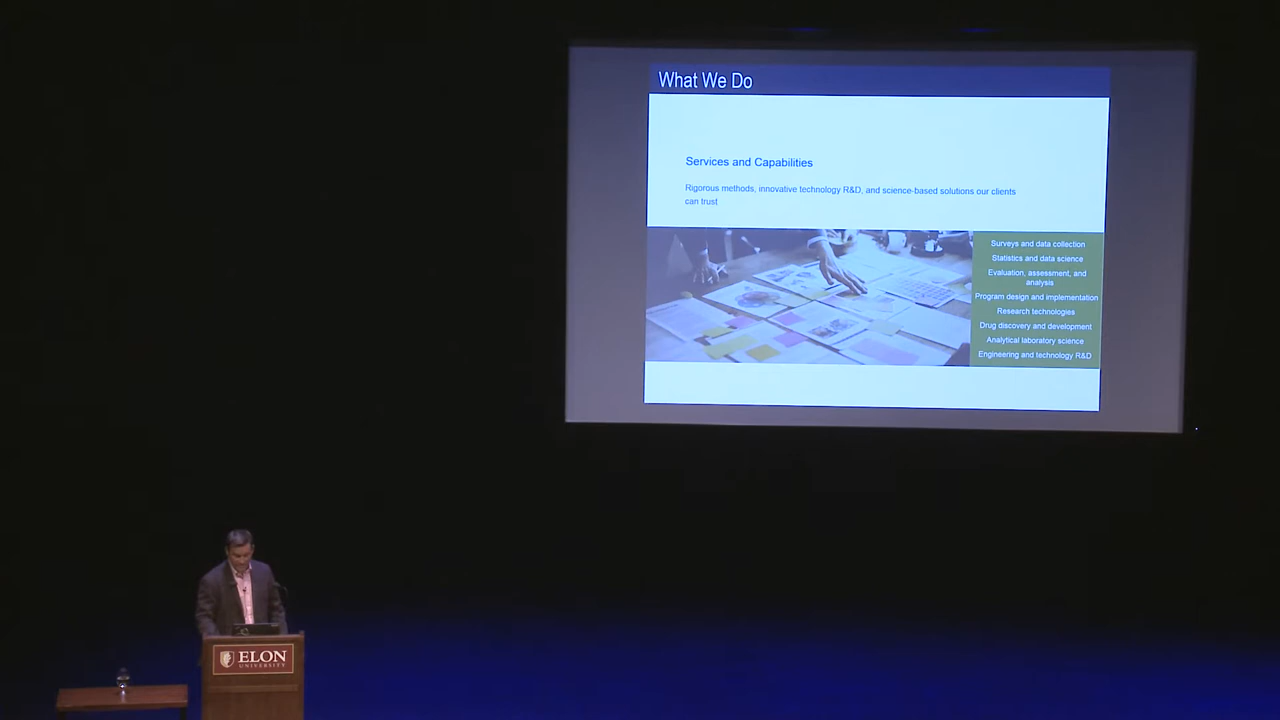 What We Do
Services and Capabilities
Rigorous methods, innovative technology R&D, and science-based solutions our clients
can trust
Surveys and data collection
Statistics and data science
Evaluation, assessment, and
analysis
Program design and implementation
Research technologies
Drug discovery and development
Analytical laboratory science
Engineering and technology R&D
ELON
UNIVERSITY